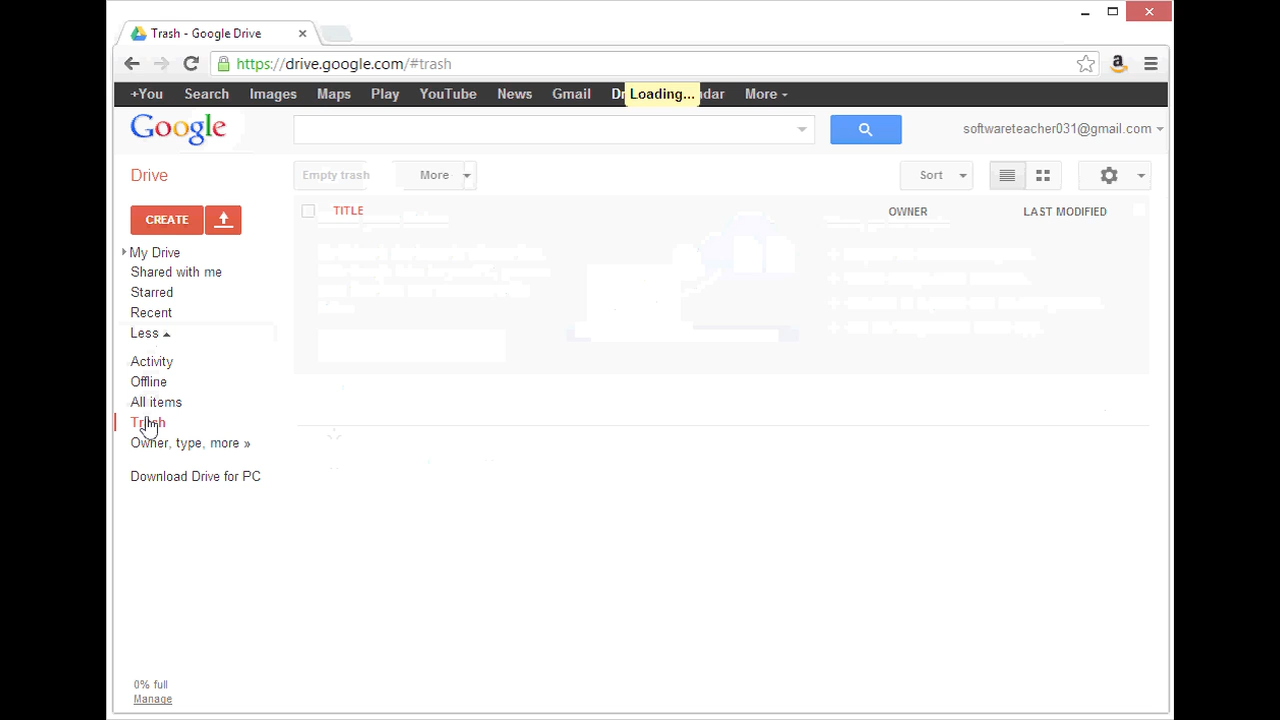 Trash - Google Drive
https://drive.google.com/#trash
+You Search Images Maps Play YouTube News Gmail Loading... More
Google
softwareteacher031@gmail.com
Drive
Empty trash More Sort
CREATE
TITLE OWNER LAST MODIFIED
My Drive
Shared with me
Starred
Recent
Less
Activity
Offline
All items
Trash
Owner, type, more »
Download Drive for PC
0% full
Manage